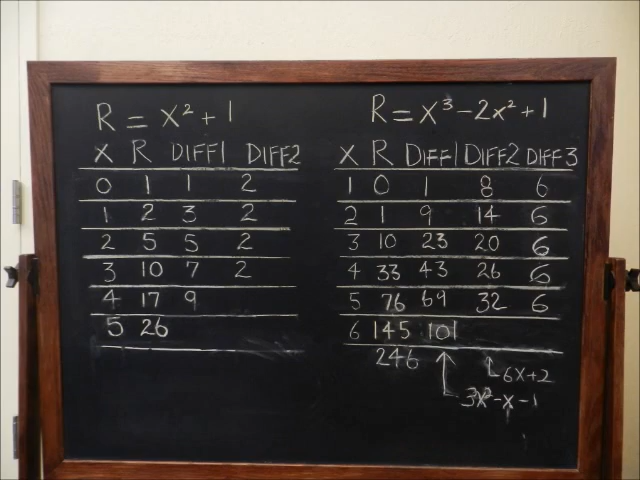 R = X² + 1
X R DIFF1 DIFF2
0 1 1 2
1 2 3 2
2 5 5 2
3 10 7 2
4 17 9
5 26
R = X³ - 2X² + 1
X R DIFF1 DIFF2 DIFF3
1 0 1 8 6
2 1 9 14 6
3 10 23 20 6
4 33 43 26 6
5 76 69 32 6
6 145 101
246
6X+2
3X²-X-1